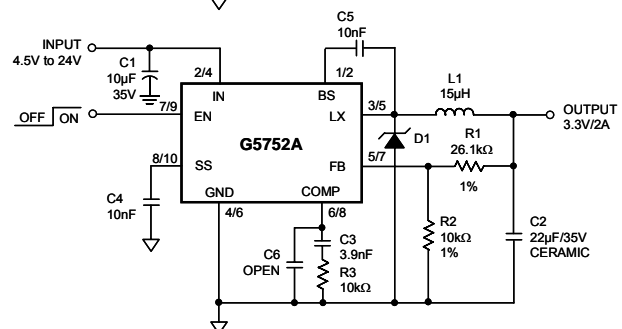 C5
10nF
INPUT
4.5V to 24V
C1
10µF
35V
2/4
1/2
IN
BS
L1
15µH
7/9
EN
LX
3/5
OUTPUT
3.3V/2A
OFF
ON
G5752A
D1
R1
26.1kΩ
1%
8/10
SS
FB
5/7
C4
10nF
GND
COMP
4/6
6/8
R2
10kΩ
1%
C2
22µF/35V
CERAMIC
C3
3.9nF
C6
OPEN
R3
10kΩ